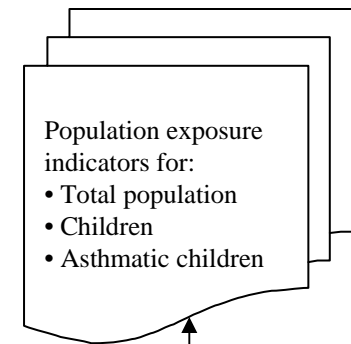 Population exposure
indicators for:
• Total population
• Children
• Asthmatic children